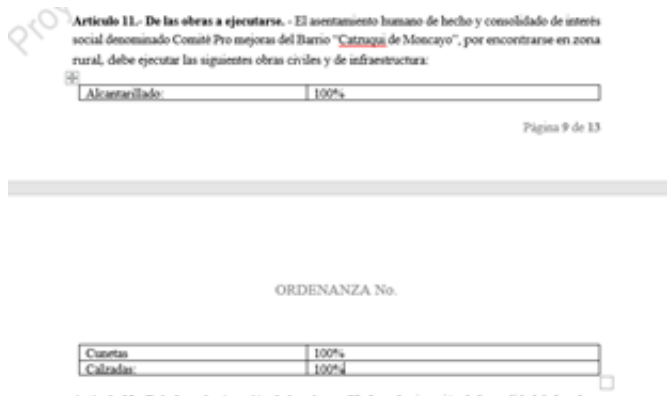 Proy
Artículo 11.- De las obras a ejecutarse. - El asentamiento humano de hecho y consolidado de interés
social denominado Comité Pro mejoras del Barrio "Catzuqui de Moncayo", por encontrarse en zona
rural, debe ejecutar las siguientes obras civiles y de infraestructura:
Alcantarillado: 100%
Página 9 de 13
ORDENANZA No.
Cunetas 100%
Calzadas: 100%